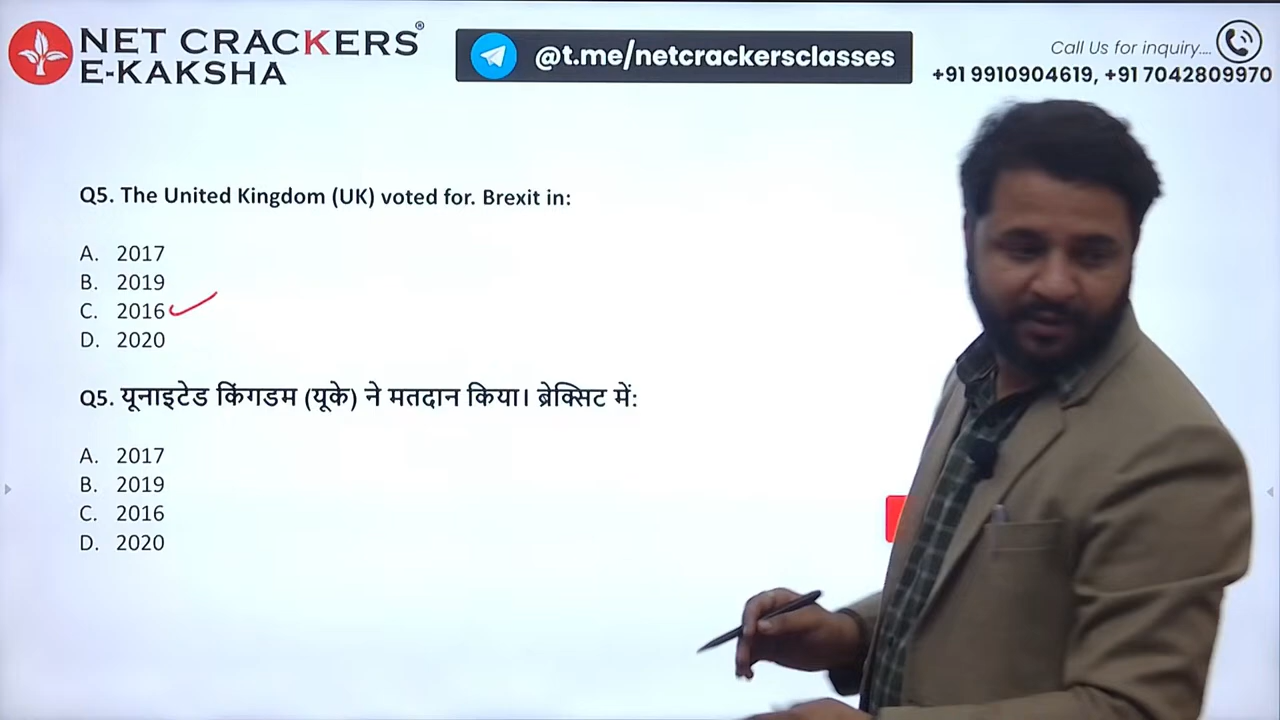 NET CRACKERS®
E-KAKSHA
@t.me/netcrackersclasses
Call Us for inquiry....
+91 9910904619, +91 7042809970
Q5. The United Kingdom (UK) voted for. Brexit in:
A. 2017
B. 2019
C. 2016
D. 2020
Q5. यूनाइटेड किंगडम (यूके) ने मतदान किया। ब्रेक्सिट में:
A. 2017
B. 2019
C. 2016
D. 2020